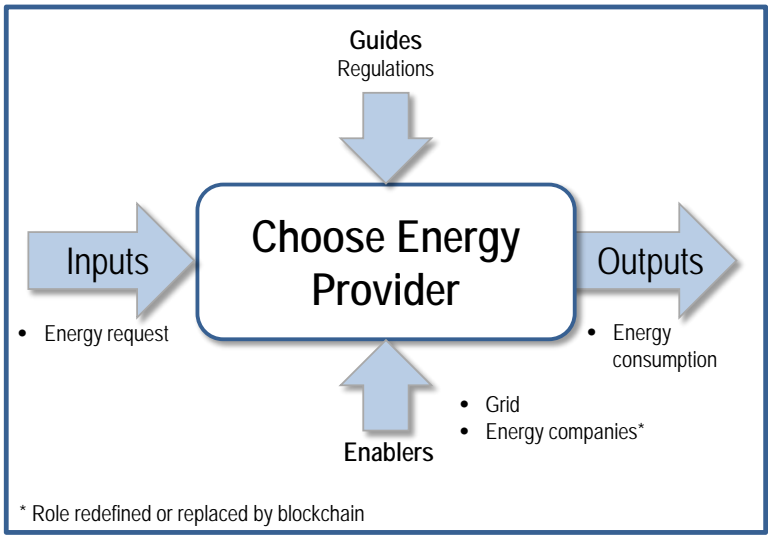 Guides
Regulations
Inputs
Choose Energy
Provider
Outputs
• Energy request
• Energy
consumption
• Grid
• Energy companies*
Enablers
* Role redefined or replaced by blockchain